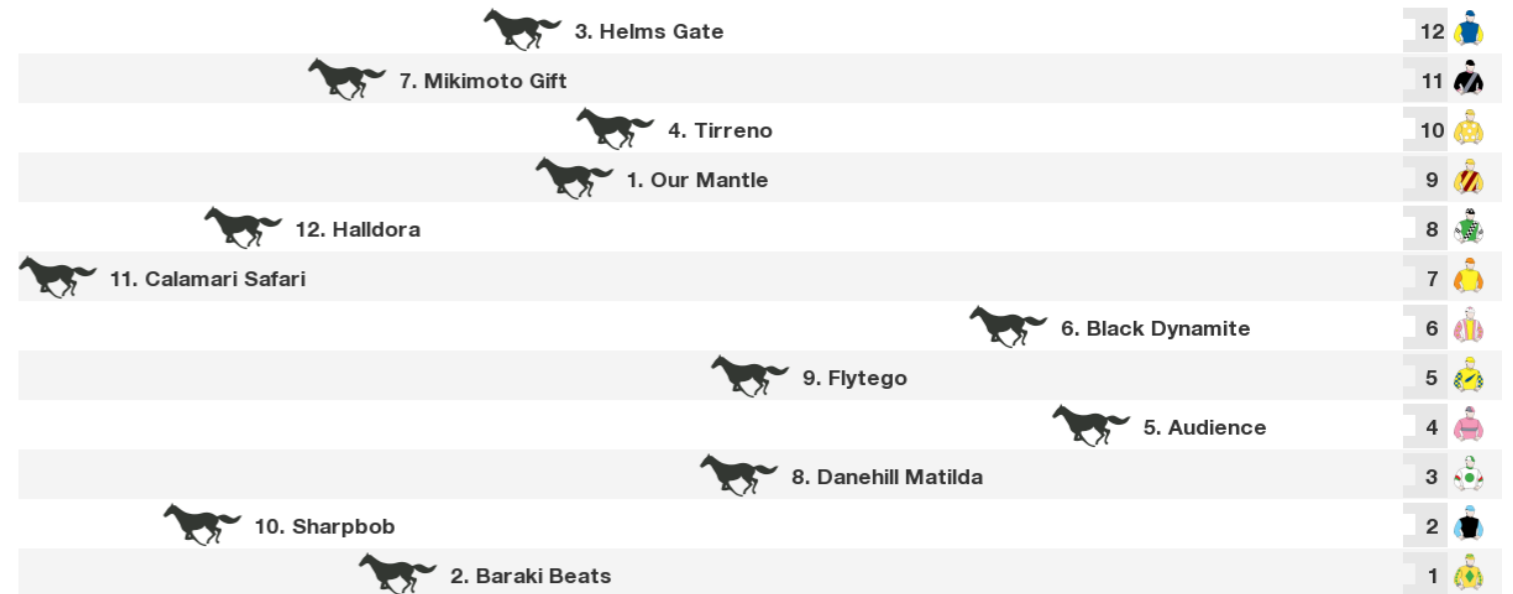 3. Helms Gate 12
7. Mikimoto Gift 11
4. Tirreno 10
1. Our Mantle 9
12. Halldora 8
11. Calamari Safari 7
6. Black Dynamite 6
9. Flytego 5
5. Audience 4
8. Danehill Matilda 3
10. Sharpbob 2
2. Baraki Beats 1